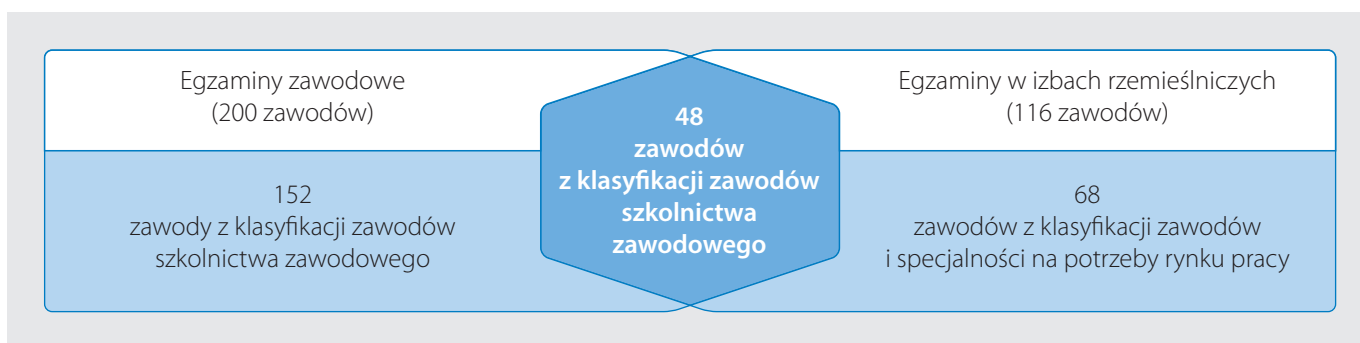 Egzaminy zawodowe
(200 zawodów)
152
zawody z klasyfikacji zawodów
szkolnictwa zawodowego
48
zawodów
z klasyfikacji zawodów
szkolnictwa
zawodowego
Egzaminy w izbach rzemieślniczych
(116 zawodów)
68
zawodów z klasyfikacji zawodów
i specjalności na potrzeby rynku pracy